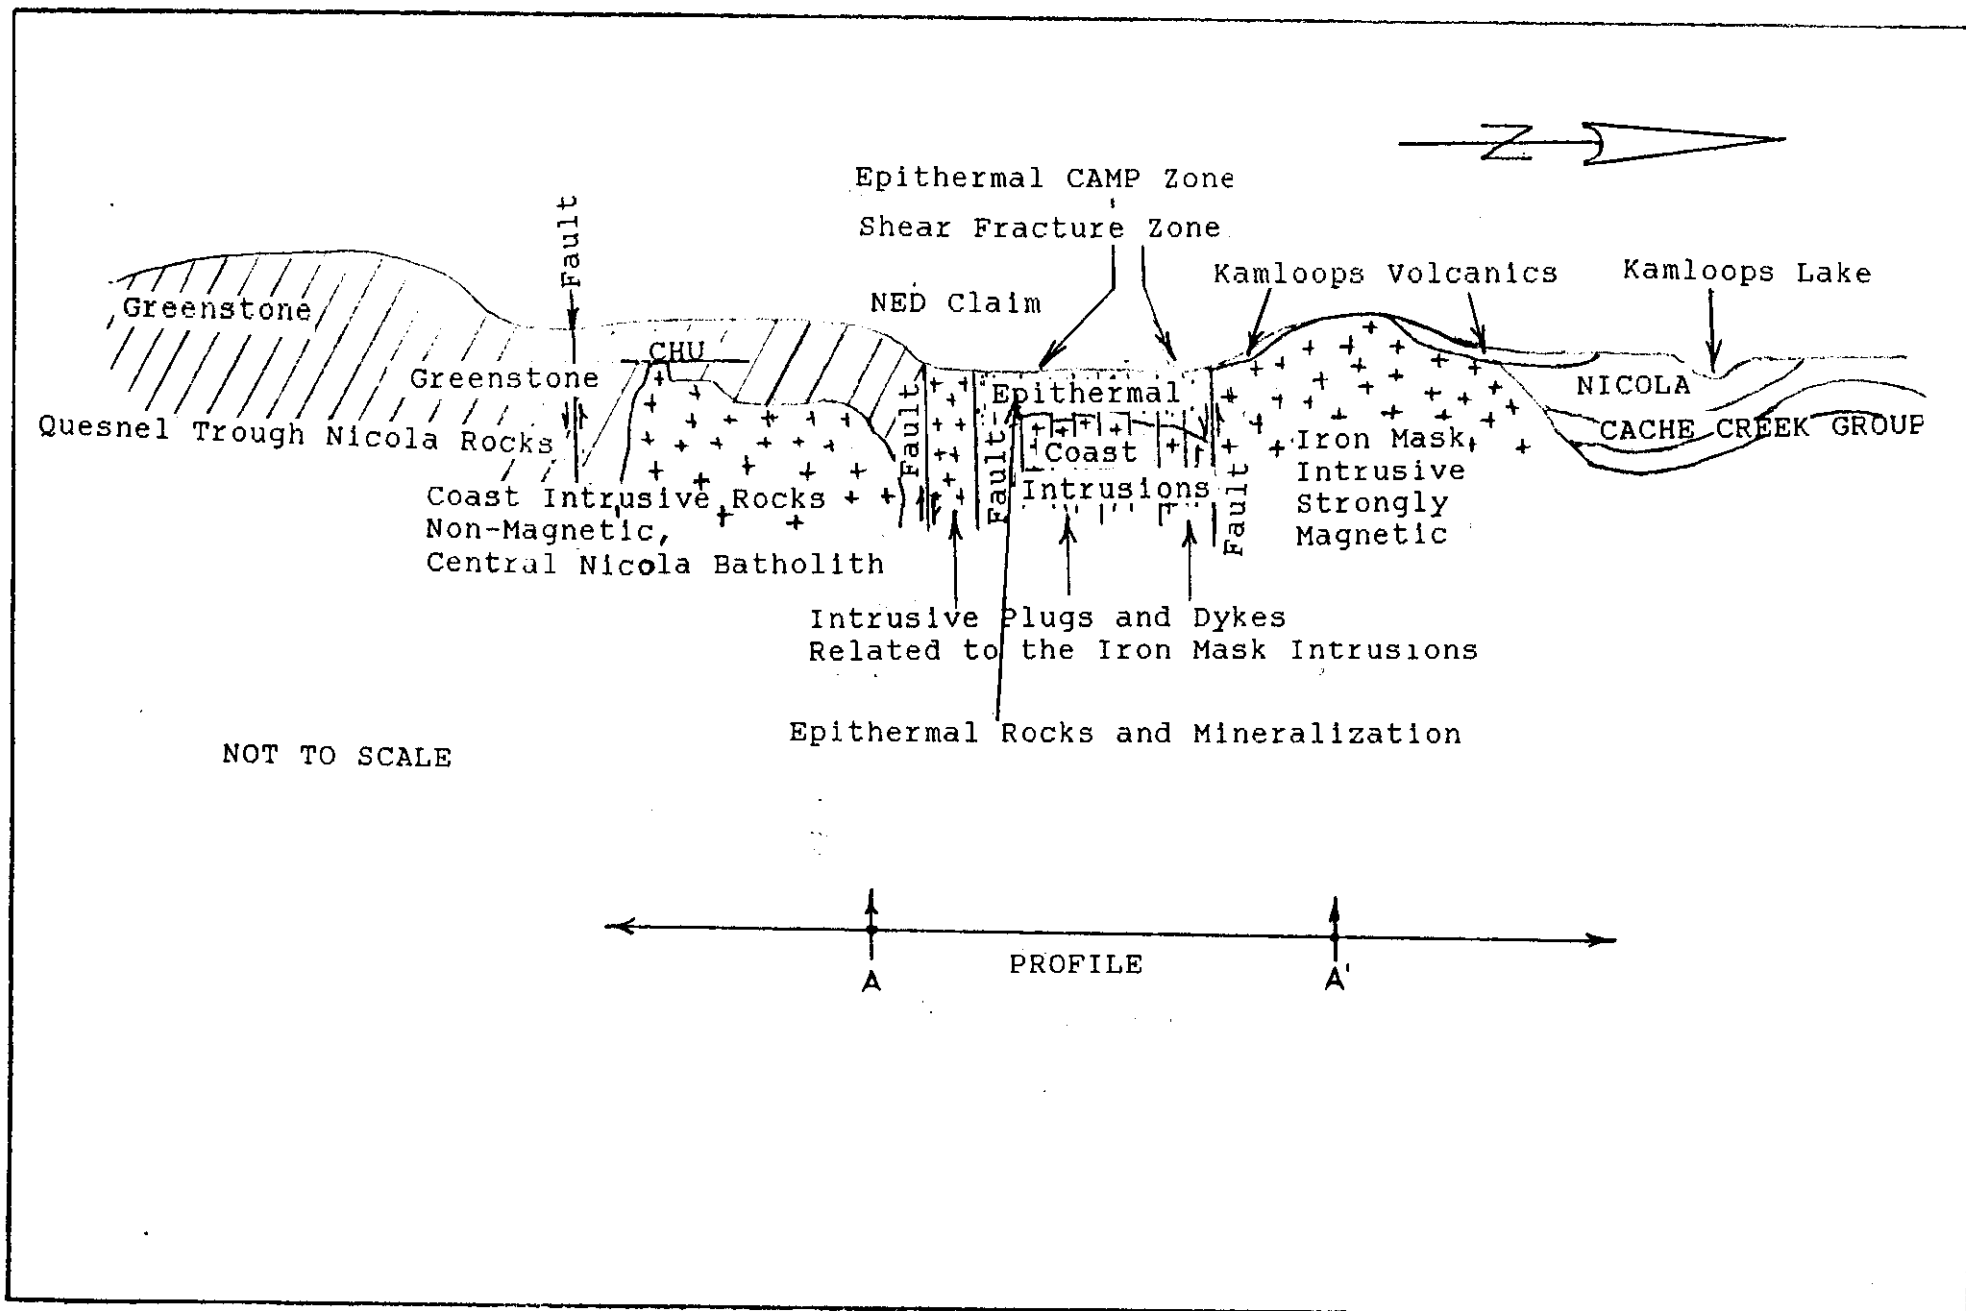 N
Epithermal CAMP Zone
Shear Fracture Zone
Fault
Kamloops Volcanics
Kamloops Lake
NED Claim
Greenstone
CHU
Greenstone
Quesnel Trough Nicola Rocks
Fault
Fault
Epithermal
Coast
Intrusions
Fault
NICOLA
CACHE CREEK GROUP
Iron Mask
Intrusive
Strongly
Magnetic
Coast Intrusive Rocks
Non-Magnetic,
Central Nicola Batholith
Intrusive Plugs and Dykes
Related to the Iron Mask Intrusions
Epithermal Rocks and Mineralization
NOT TO SCALE
PROFILE
A
A'